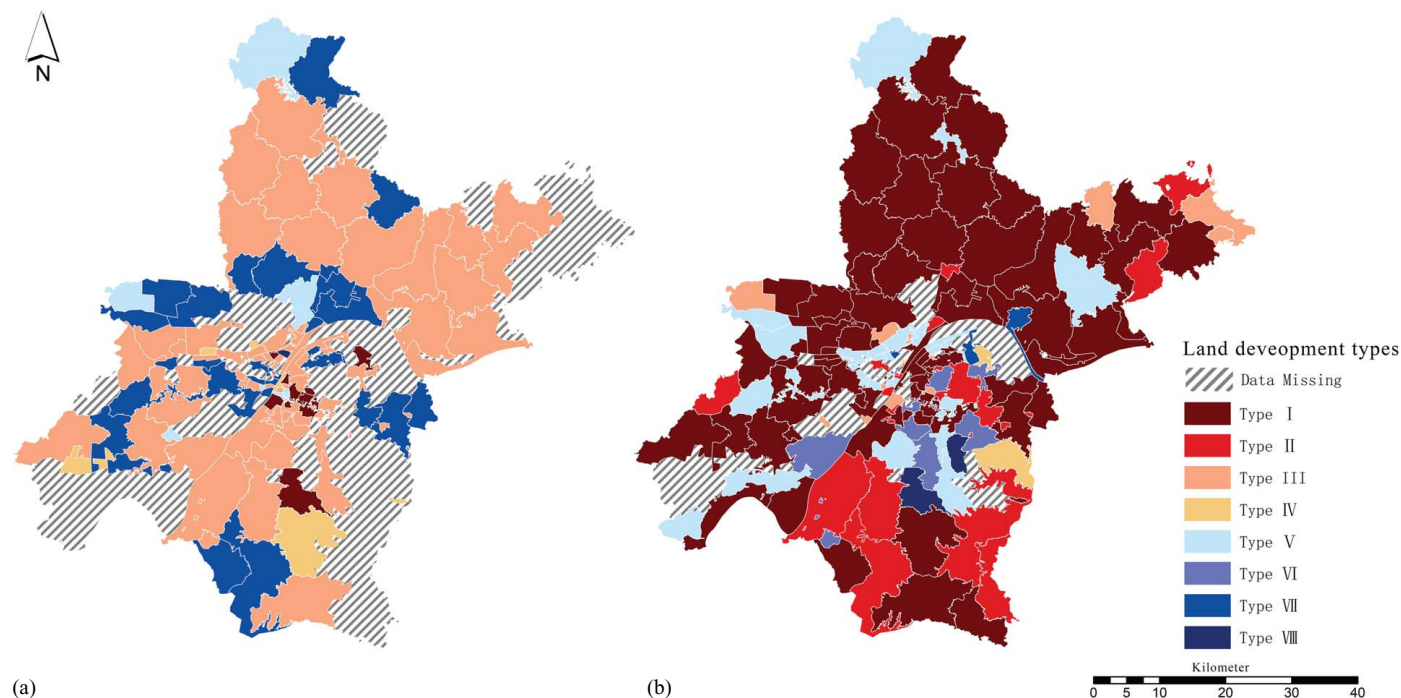 N
Land deveopment types
Data Missing
Type Ⅰ
Type Ⅱ
Type Ⅲ
Type Ⅳ
Type Ⅴ
Type Ⅵ
Type Ⅶ
Type Ⅷ
Kilometer
0 5 10 20 30 40
(a)
(b)